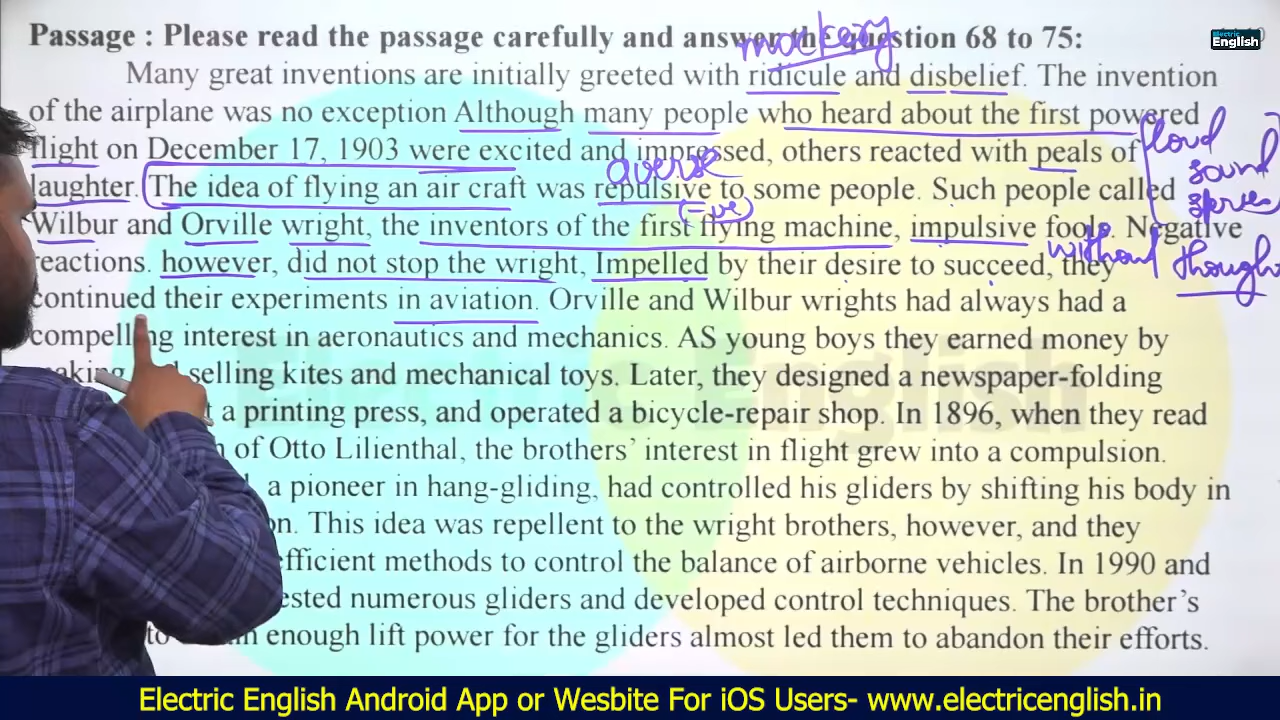 Electric
English
Passage : Please read the passage carefully and answer the question 68 to 75:
mockery
Many great inventions are initially greeted with ridicule and disbelief. The invention
of the airplane was no exception Although many people who heard about the first powered
flight on December 17, 1903 were excited and impressed, others reacted with peals of
loud
sound
averse
laughter. The idea of flying an air craft was repulsive to some people. Such people called
(-ve)
Wilbur and Orville wright, the inventors of the first flying machine, impulsive fools. Negative
without thought
reactions. however, did not stop the wright, Impelled by their desire to succeed, they
continued their experiments in aviation. Orville and Wilbur wrights had always had a
compelling interest in aeronautics and mechanics. AS young boys they earned money by
selling kites and mechanical toys. Later, they designed a newspaper-folding
a printing press, and operated a bicycle-repair shop. In 1896, when they read
of Otto Lilienthal, the brothers' interest in flight grew into a compulsion.
a pioneer in hang-gliding, had controlled his gliders by shifting his body in
This idea was repellent to the wright brothers, however, and they
efficient methods to control the balance of airborne vehicles. In 1990 and
numerous gliders and developed control techniques. The brother's
enough lift power for the gliders almost led them to abandon their efforts.
Electric English Android App or Wesbite For iOS Users- www.electricenglish.in